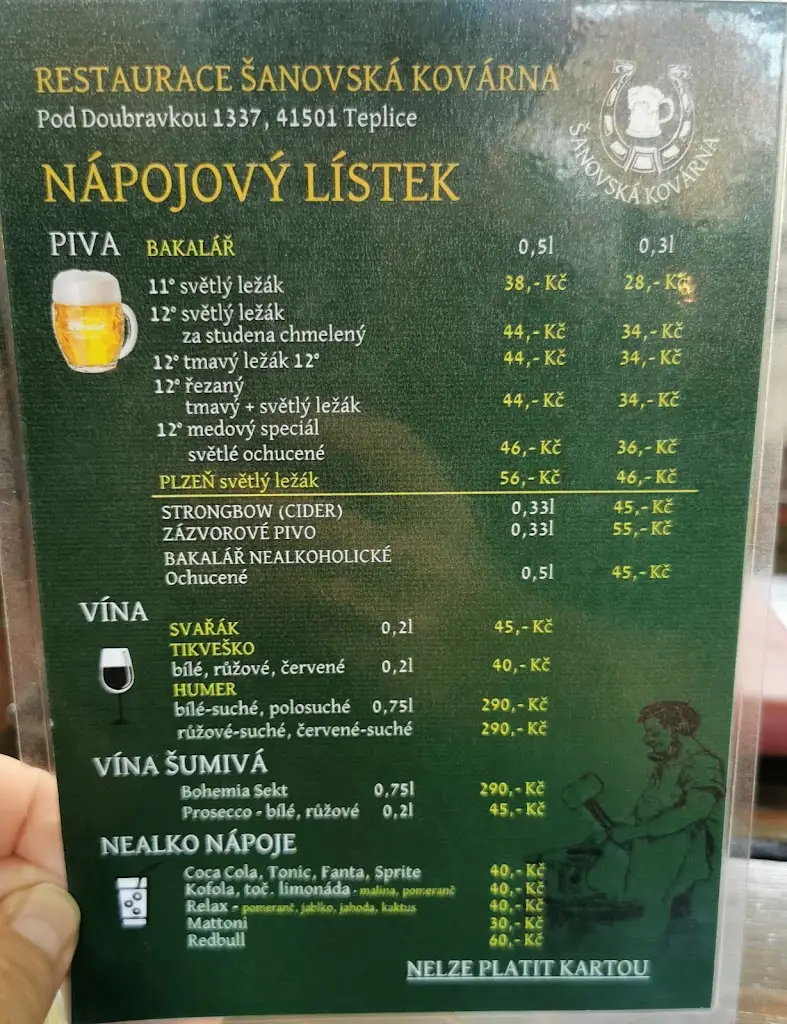 RESTAURACE ŠANOVSKÁ KOVÁRNA
Pod Doubravkou 1337, 41501 Teplice
ŠANOVSKÁ KOVÁRNA
NÁPOJOVÝ LÍSTEK
PIVA BAKALÁŘ 0,5l 0,3l
11° světlý ležák 38,- Kč 28,- Kč
12° světlý ležák
za studena chmelený 44,- Kč 34,- Kč
12° tmavý ležák 12° 44,- Kč 34,- Kč
12° řezaný
tmavý + světlý ležák 44,- Kč 34,- Kč
12° medový speciál
světlé ochucené 46,- Kč 36,- Kč
PLZEŇ světlý ležák 56,- Kč 46,- Kč
STRONGBOW (CIDER) 0,33l 45,- Kč
ZÁZVOROVÉ PIVO 0,33l 55,- Kč
BAKALÁŘ NEALKOHOLICKÉ
Ochucené 0,5l 45,- Kč
VÍNA
SVAŘÁK 0,2l 45,- Kč
TIKVEŠKO
bílé, růžové, červené 0,2l 40,- Kč
HUMER
bílé-suché, polosuché 0,75l 290,- Kč
růžové-suché, červené-suché 290,- Kč
VÍNA ŠUMIVÁ
Bohemia Sekt 0,75l 290,- Kč
Prosecco - bílé, růžové 0,2l 45,- Kč
NEALKO NÁPOJE
Coca Cola, Tonic, Fanta, Sprite 40,- Kč
Kofola, toč. limonáda - malina, pomeranč 40,- Kč
Relax - pomeranč, jablko, jahoda, kaktus 40,- Kč
Mattoni 30,- Kč
Redbull 60,- Kč
NELZE PLATIT KARTOU